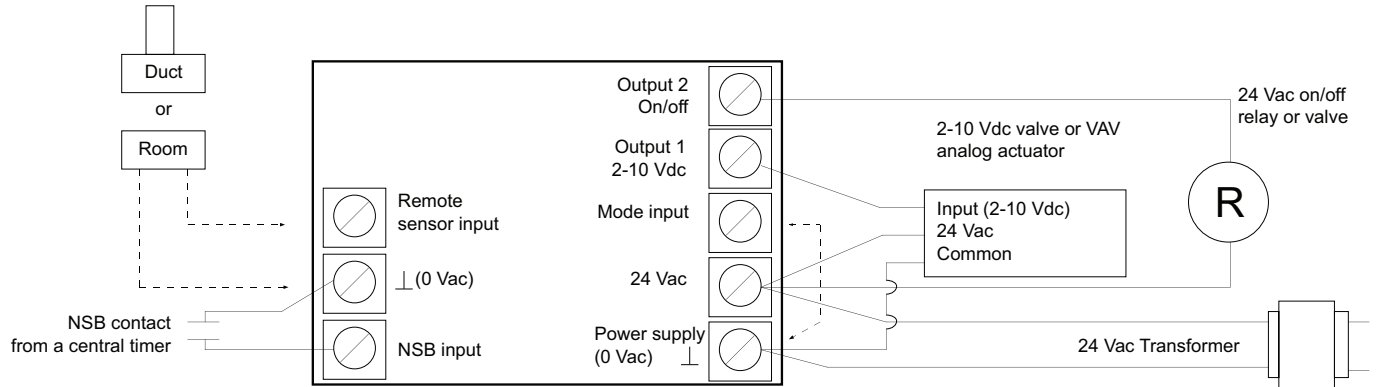 Duct
or
Room
NSB contact
from a central timer
Remote
sensor input
⊥ (0 Vac)
NSB input
Output 2
On/off
Output 1
2-10 Vdc
Mode input
24 Vac
Power supply
(0 Vac) ⊥
2-10 Vdc valve or VAV
analog actuator
Input (2-10 Vdc)
24 Vac
Common
24 Vac on/off
relay or valve
R
24 Vac Transformer